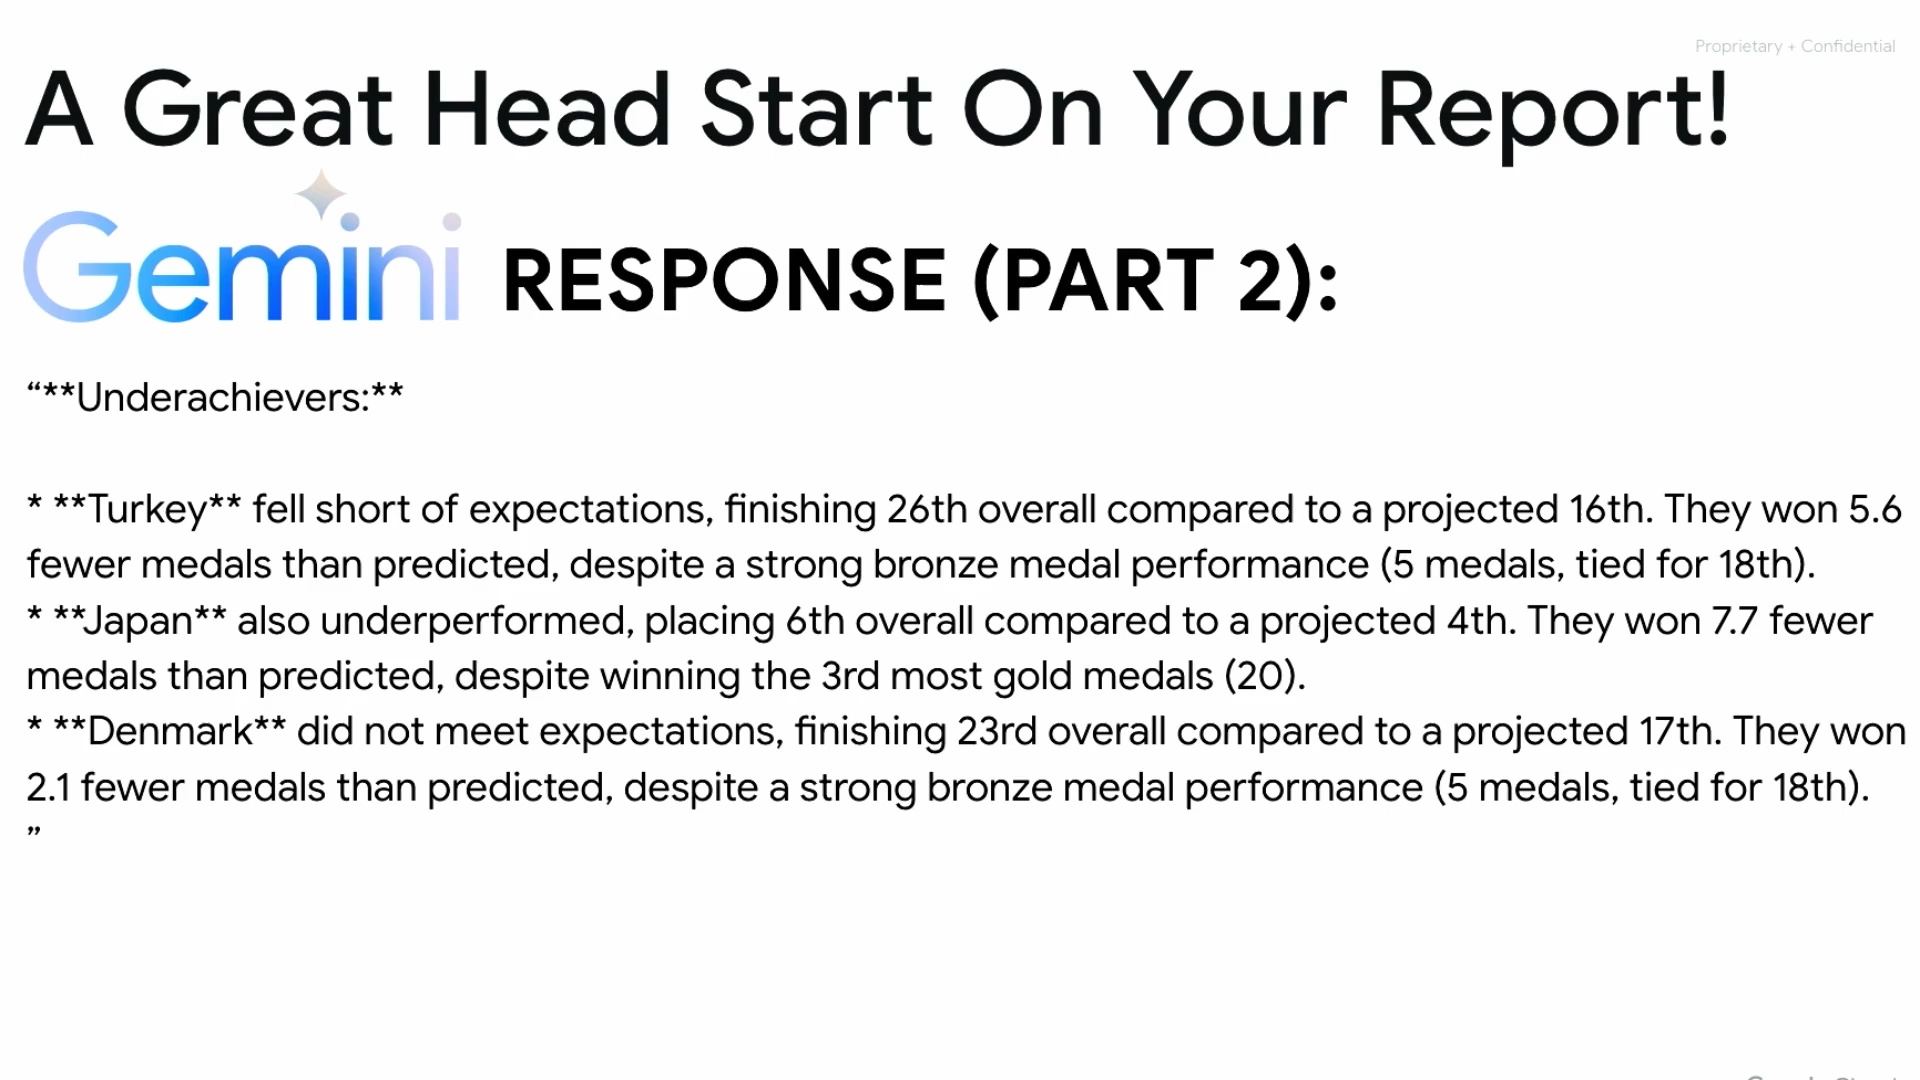 Proprietary + Confidential
A Great Head Start On Your Report!
Gemini RESPONSE (PART 2):
“**Underachievers:**
* **Turkey** fell short of expectations, finishing 26th overall compared to a projected 16th. They won 5.6
fewer medals than predicted, despite a strong bronze medal performance (5 medals, tied for 18th).
* **Japan** also underperformed, placing 6th overall compared to a projected 4th. They won 7.7 fewer
medals than predicted, despite winning the 3rd most gold medals (20).
* **Denmark** did not meet expectations, finishing 23rd overall compared to a projected 17th. They won
2.1 fewer medals than predicted, despite a strong bronze medal performance (5 medals, tied for 18th).
”